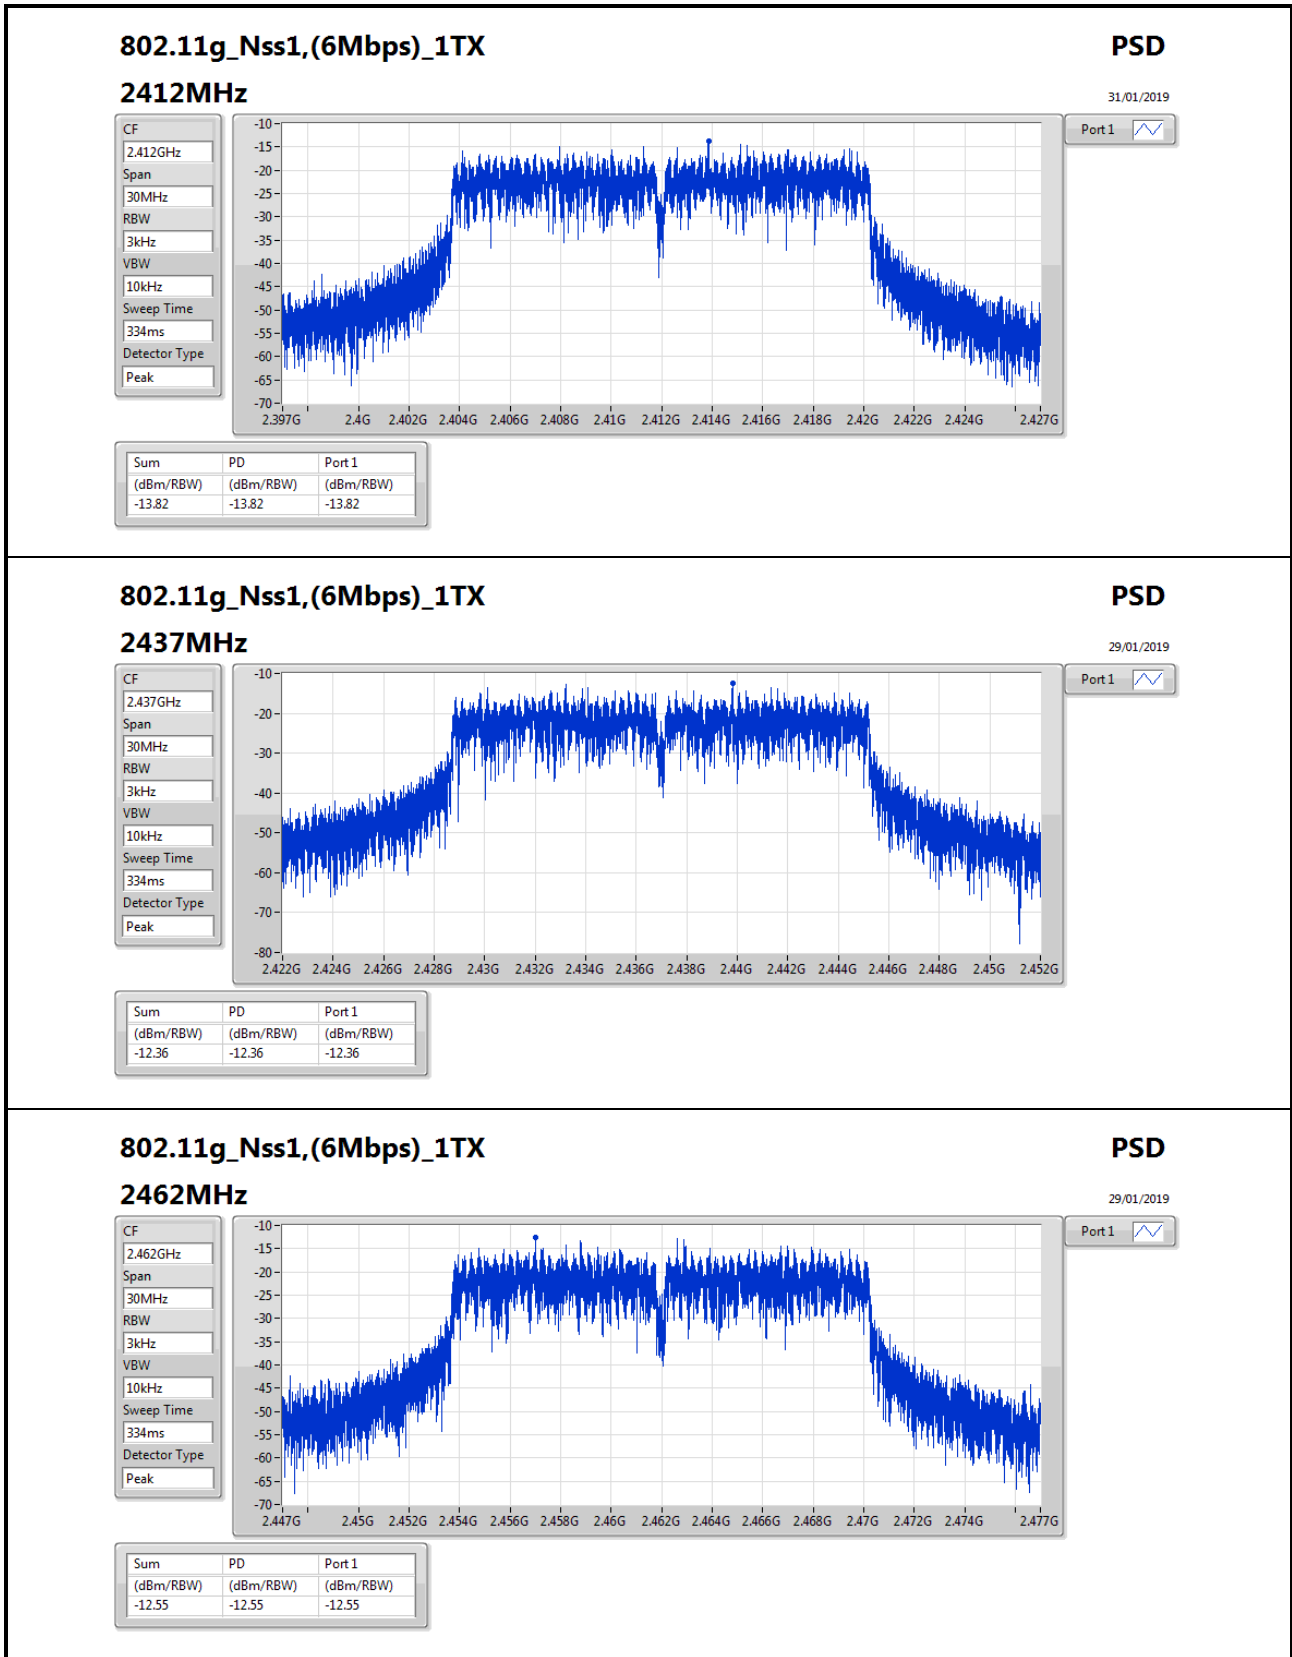 802.11g_Nss1,(6Mbps)_1TX PSD
2412MHz 31/01/2019
CF
2.412GHz
Span
30MHz
RBW
3kHz
VBW
10kHz
Sweep Time
334ms
Detector Type
Peak
-10
-15
-20
-25
-30
-35
-40
-45
-50
-55
-60
-65
-70
2.397G 2.4G 2.402G 2.404G 2.406G 2.408G 2.41G 2.412G 2.414G 2.416G 2.418G 2.42G 2.422G 2.424G 2.427G
Port 1
Sum PD Port 1
(dBm/RBW) (dBm/RBW) (dBm/RBW)
-13.82 -13.82 -13.82
802.11g_Nss1,(6Mbps)_1TX PSD
2437MHz 29/01/2019
CF
2.437GHz
Span
30MHz
RBW
3kHz
VBW
10kHz
Sweep Time
334ms
Detector Type
Peak
-10
-20
-30
-40
-50
-60
-70
-80
2.422G 2.424G 2.426G 2.428G 2.43G 2.432G 2.434G 2.436G 2.438G 2.44G 2.442G 2.444G 2.446G 2.448G 2.45G 2.452G
Port 1
Sum PD Port 1
(dBm/RBW) (dBm/RBW) (dBm/RBW)
-12.36 -12.36 -12.36
802.11g_Nss1,(6Mbps)_1TX PSD
2462MHz 29/01/2019
CF
2.462GHz
Span
30MHz
RBW
3kHz
VBW
10kHz
Sweep Time
334ms
Detector Type
Peak
-10
-15
-20
-25
-30
-35
-40
-45
-50
-55
-60
-65
-70
2.447G 2.45G 2.452G 2.454G 2.456G 2.458G 2.46G 2.462G 2.464G 2.466G 2.468G 2.47G 2.472G 2.474G 2.477G
Port 1
Sum PD Port 1
(dBm/RBW) (dBm/RBW) (dBm/RBW)
-12.55 -12.55 -12.55